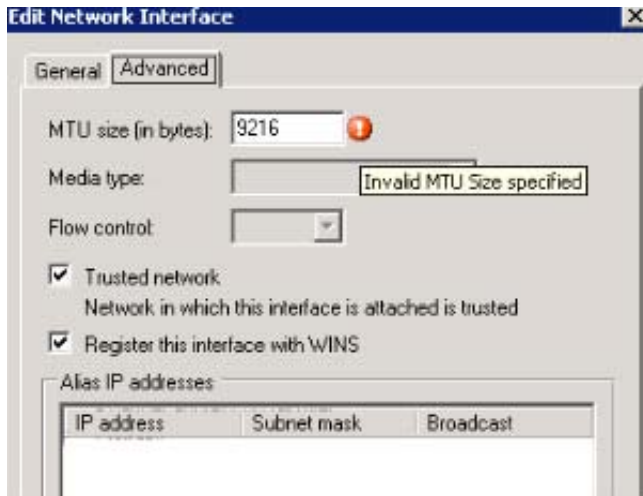 Edit Network Interface
General Advanced
MTU size (in bytes): 9216
Media type:
Invalid MTU Size specified
Flow control:
Trusted network
Network in which this interface is attached is trusted
Register this interface with WINS
Alias IP addresses
IP address Subnet mask Broadcast